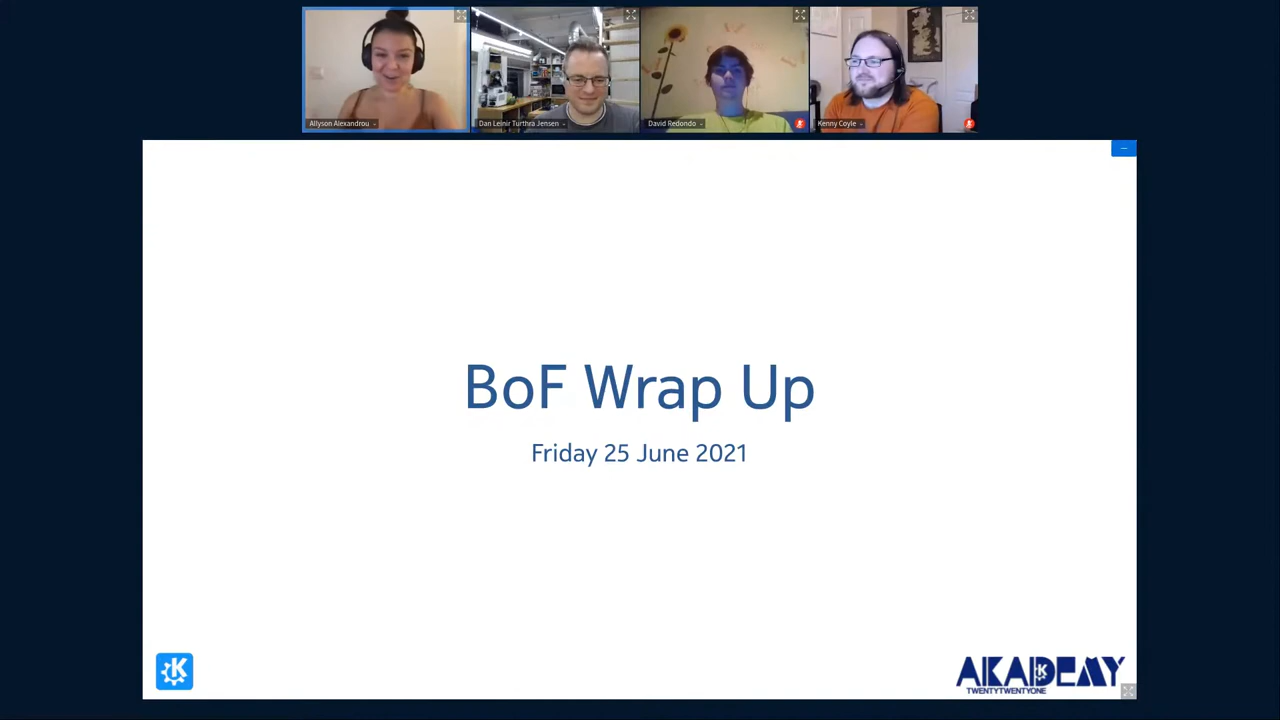 Allyson Alexandrou
Dan Leinir Turthra Jensen
David Redondo
Kenny Coyle
BoF Wrap Up
Friday 25 June 2021
K
AKADEMY
TWENTYTWENTYONE